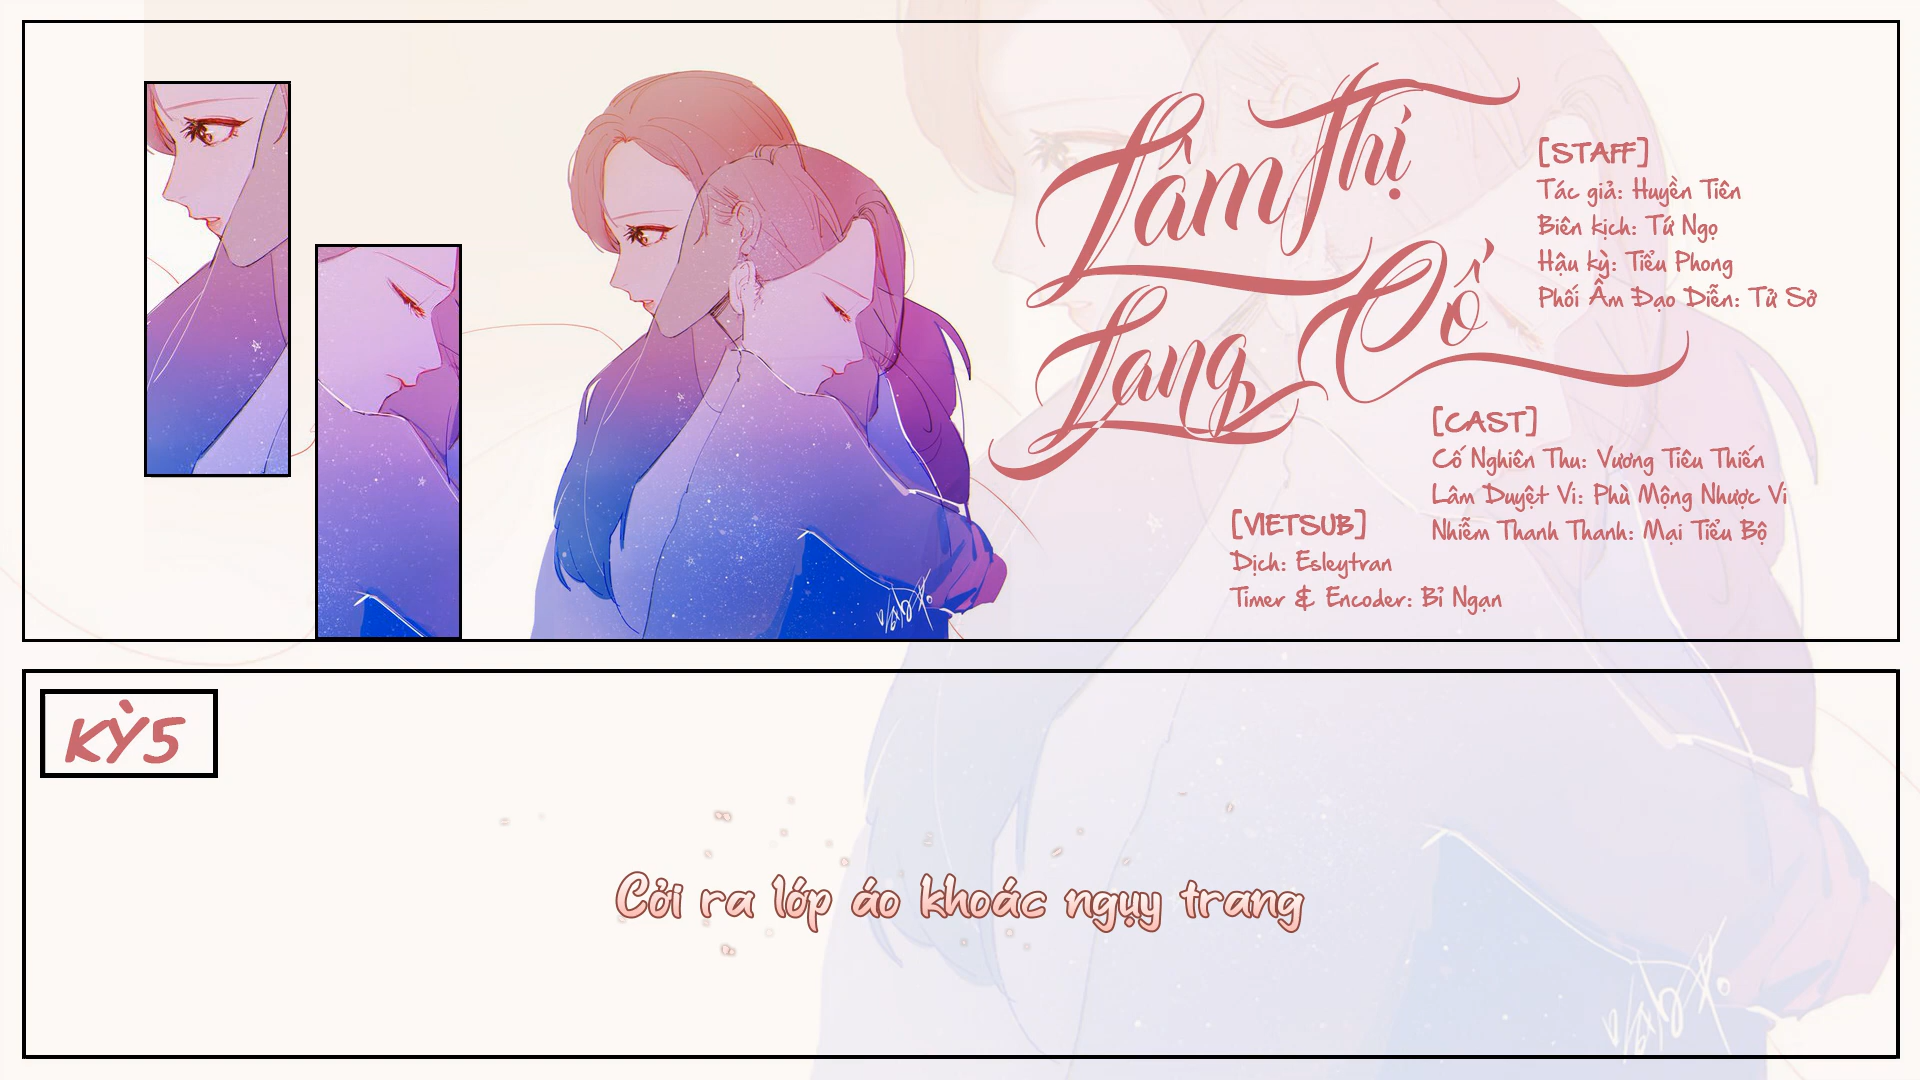 Lâm Thị
Lang Cố
[STAFF]
Tác giả: Huyền Tiên
Biên kịch: Tứ Ngọ
Hậu kỳ: Tiểu Phong
Phối Âm Đạo Diễn: Tử Sở
[CAST]
Cố Nghiên Thu: Vương Tiêu Thiến
Lâm Duyệt Vi: Phù Mộng Nhược Vi
Nhiễm Thanh Thanh: Mại Tiểu Bộ
[VIETSUB]
Dịch: Esleytran
Timer & Encoder: Bỉ Ngạn
KỲ5
Cởi ra lớp áo khoác ngụy trang